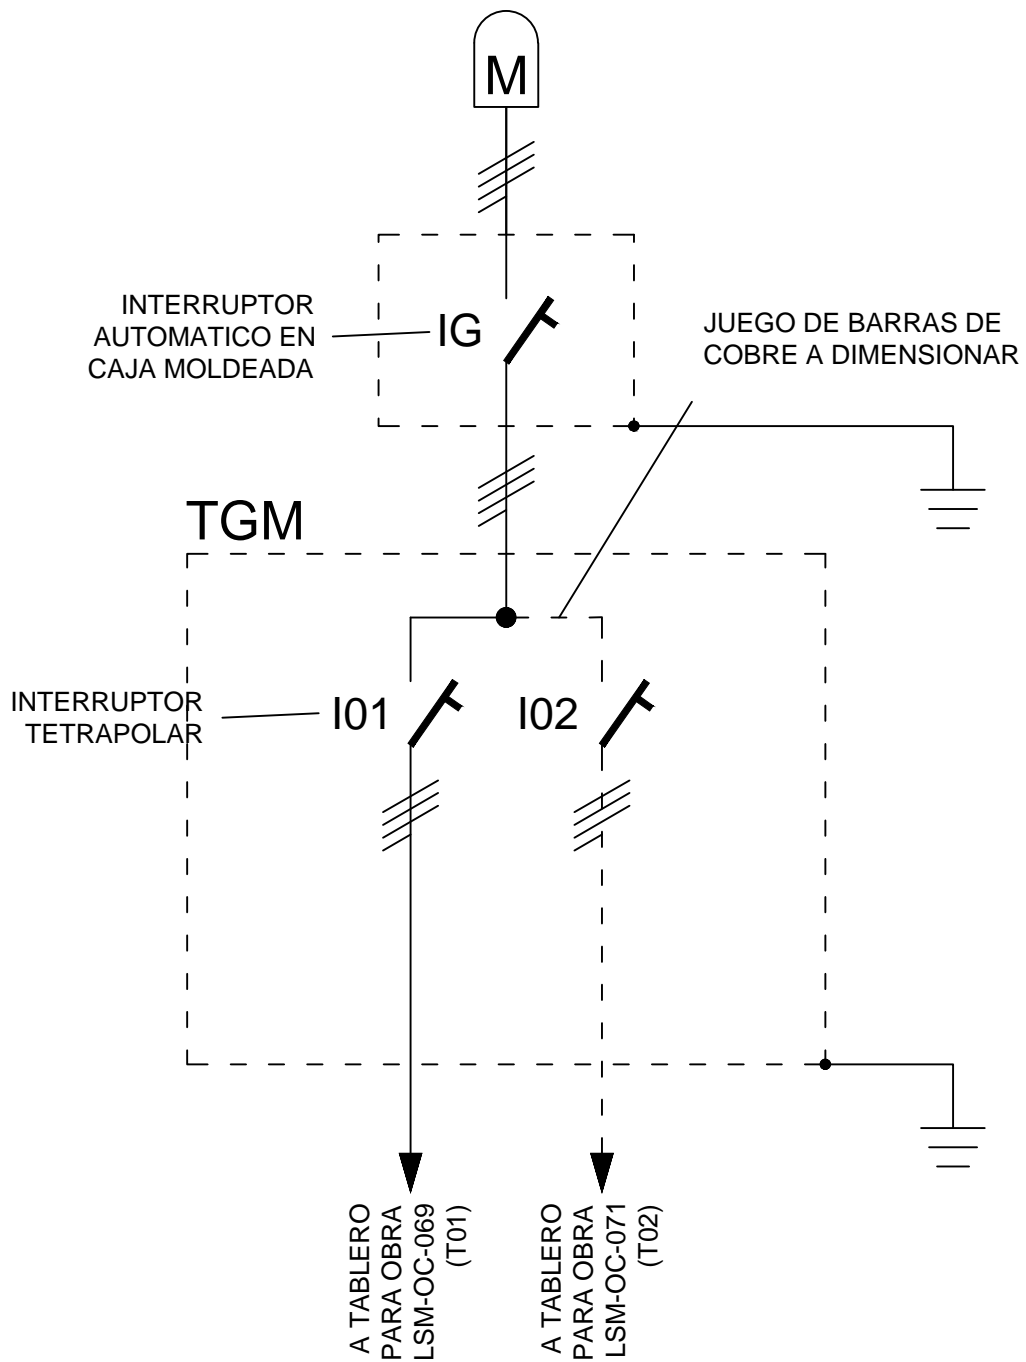 M
INTERRUPTOR
AUTOMATICO EN
CAJA MOLDEADA
IG
JUEGO DE BARRAS DE
COBRE A DIMENSIONAR
TGM
INTERRUPTOR
TETRAPOLAR
I01
I02
A TABLERO
PARA OBRA
LSM-OC-069
(T01)
A TABLERO
PARA OBRA
LSM-OC-071
(T02)